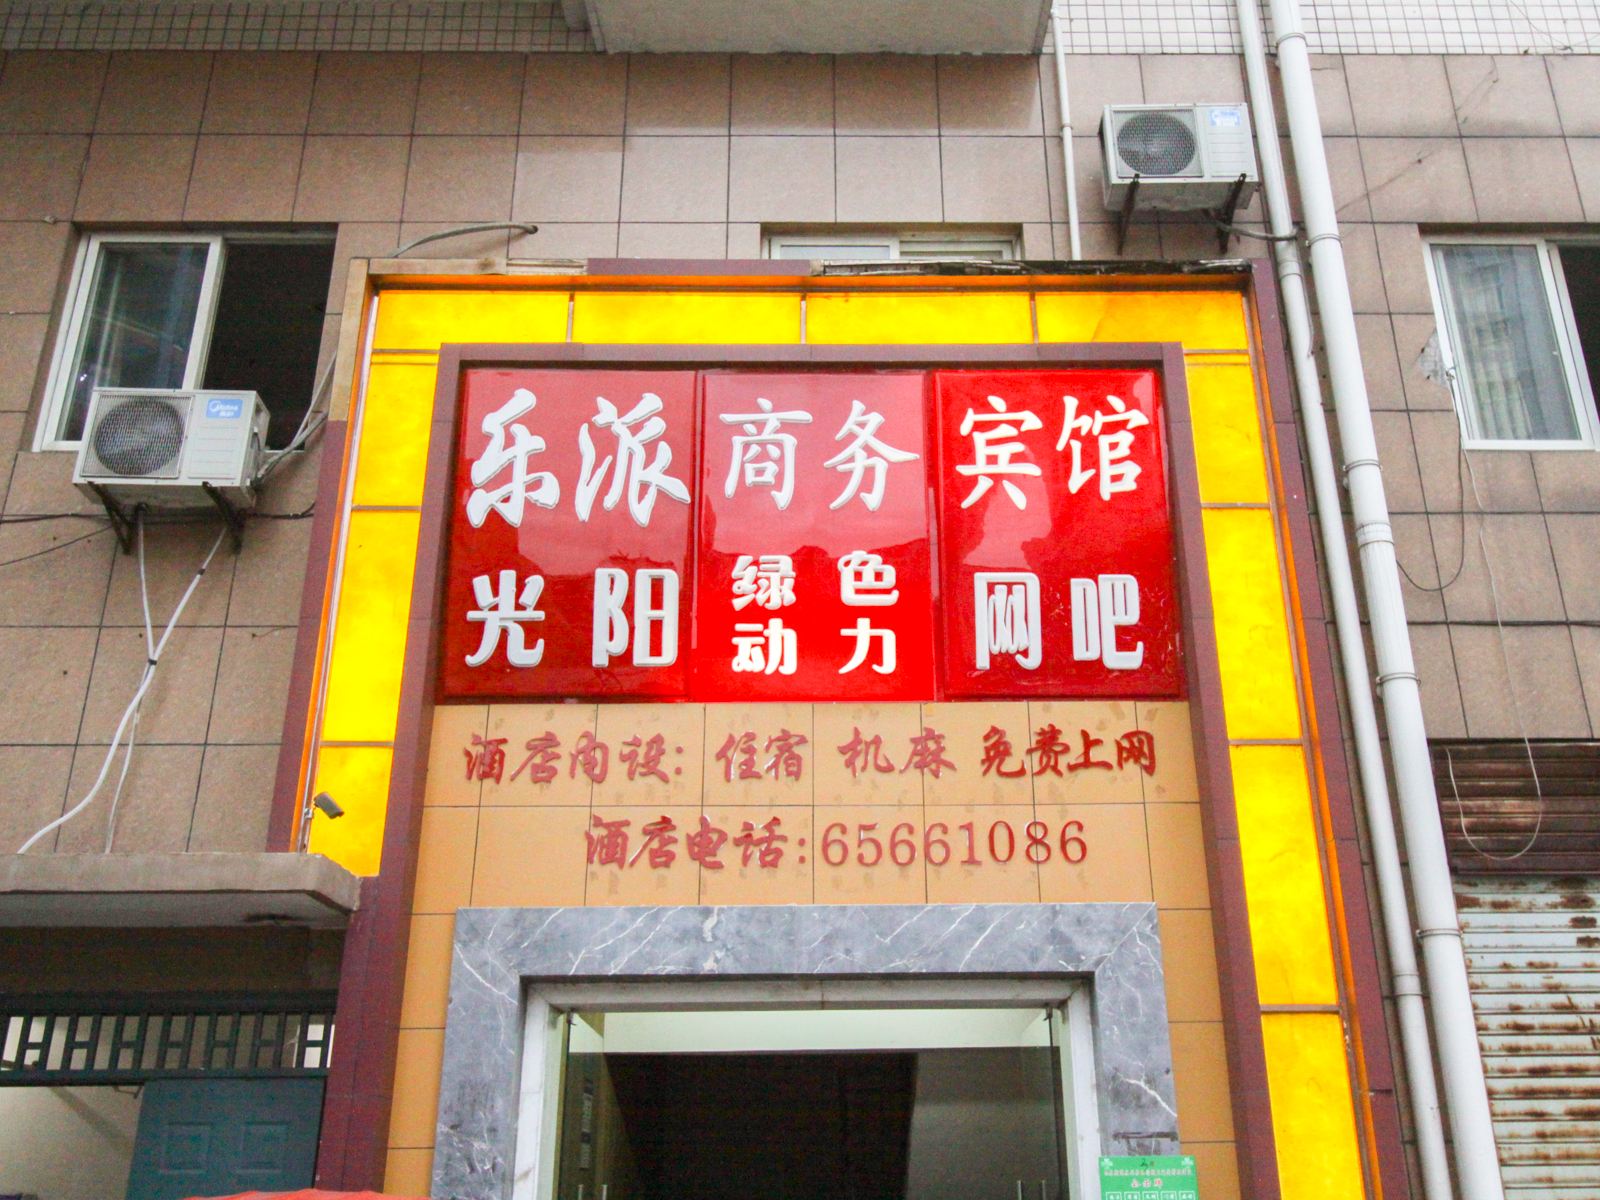 乐派商务宾馆
光阳 绿色动力 网吧
酒店内设: 住宿 机麻 免费上网
酒店电话:65661086
Midea